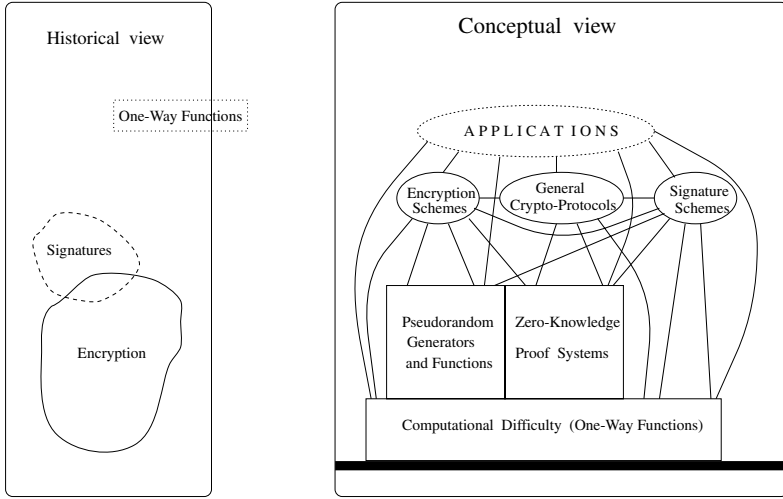 Historical view
One-Way Functions
Signatures
Encryption
Conceptual view
APPLICATIONS
Encryption
Schemes
General
Crypto-Protocols
Signature
Schemes
Pseudorandom
Generators
and Functions
Zero-Knowledge
Proof Systems
Computational Difficulty (One-Way Functions)